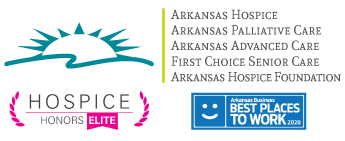 ARKANSAS HOSPICE
ARKANSAS PALLIATIVE CARE
ARKANSAS ADVANCED CARE
FIRST CHOICE SENIOR CARE
ARKANSAS HOSPICE FOUNDATION
HOSPICE
HONORS ELITE
Arkansas Business
BEST PLACES
TO WORK 2020